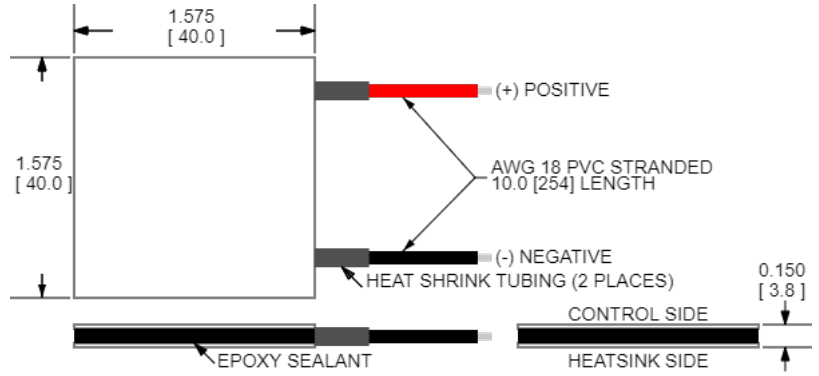 1.575
[ 40.0 ]
(+) POSITIVE
1.575
[ 40.0 ]
AWG 18 PVC STRANDED
10.0 [254] LENGTH
(-) NEGATIVE
HEAT SHRINK TUBING (2 PLACES)
0.150
[ 3.8 ]
CONTROL SIDE
EPOXY SEALANT
HEATSINK SIDE